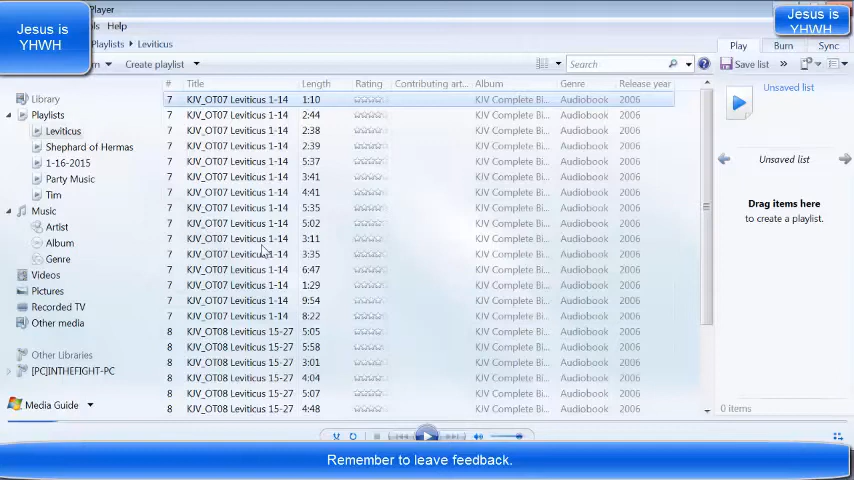 Jesus is
YHWH
Player
Help
Jesus is
YHWH
Playlists › Leviticus
Play Burn Sync
Create playlist
Search
Save list »
# Title Length Rating Contributing art... Album Genre Release year
Library
Playlists
Leviticus
Shephard of Hermas
1-16-2015
Party Music
Tim
Music
Artist
Album
Genre
Videos
Pictures
Recorded TV
Other media
Other Libraries
[PC]INTHEFIGHT-PC
Media Guide
7 KJV_OT07 Leviticus 1-14 1:10 KJV Complete Bi... Audiobook 2006
7 KJV_OT07 Leviticus 1-14 2:44 KJV Complete Bi... Audiobook 2006
7 KJV_OT07 Leviticus 1-14 2:38 KJV Complete Bi... Audiobook 2006
7 KJV_OT07 Leviticus 1-14 2:39 KJV Complete Bi... Audiobook 2006
7 KJV_OT07 Leviticus 1-14 5:37 KJV Complete Bi... Audiobook 2006
7 KJV_OT07 Leviticus 1-14 3:41 KJV Complete Bi... Audiobook 2006
7 KJV_OT07 Leviticus 1-14 4:41 KJV Complete Bi... Audiobook 2006
7 KJV_OT07 Leviticus 1-14 5:35 KJV Complete Bi... Audiobook 2006
7 KJV_OT07 Leviticus 1-14 5:02 KJV Complete Bi... Audiobook 2006
7 KJV_OT07 Leviticus 1-14 3:11 KJV Complete Bi... Audiobook 2006
7 KJV_OT07 Leviticus 1-14 3:35 KJV Complete Bi... Audiobook 2006
7 KJV_OT07 Leviticus 1-14 6:47 KJV Complete Bi... Audiobook 2006
7 KJV_OT07 Leviticus 1-14 1:29 KJV Complete Bi... Audiobook 2006
7 KJV_OT07 Leviticus 1-14 9:54 KJV Complete Bi... Audiobook 2006
7 KJV_OT07 Leviticus 1-14 8:22 KJV Complete Bi... Audiobook 2006
8 KJV_OT08 Leviticus 15-27 5:05 KJV Complete Bi... Audiobook 2006
8 KJV_OT08 Leviticus 15-27 5:58 KJV Complete Bi... Audiobook 2006
8 KJV_OT08 Leviticus 15-27 3:01 KJV Complete Bi... Audiobook 2006
8 KJV_OT08 Leviticus 15-27 4:04 KJV Complete Bi... Audiobook 2006
8 KJV_OT08 Leviticus 15-27 5:07 KJV Complete Bi... Audiobook 2006
8 KJV_OT08 Leviticus 15-27 4:48 KJV Complete Bi... Audiobook 2006
Unsaved list
Unsaved list
Drag items here
to create a playlist.
0 items
Remember to leave feedback.